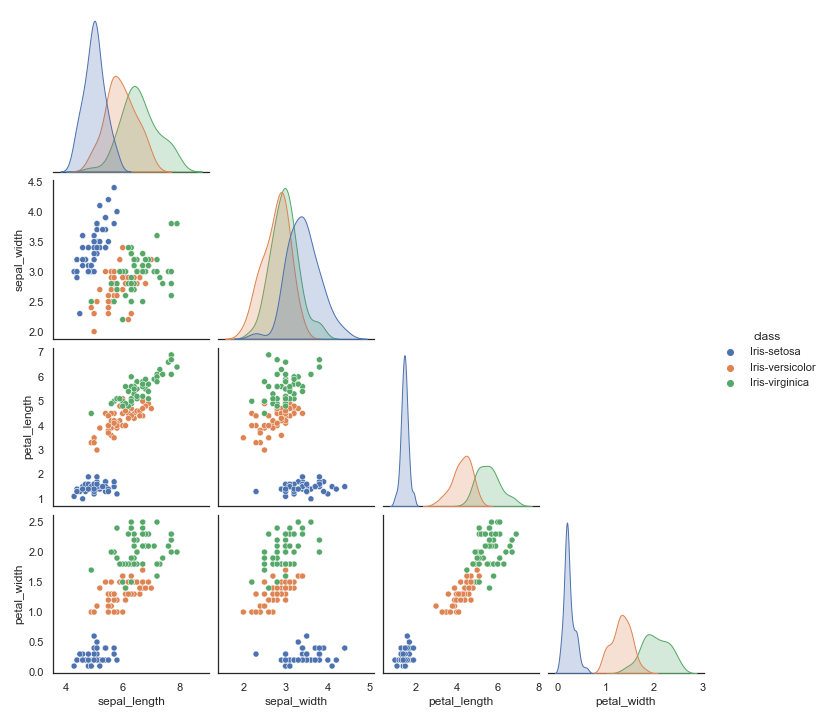 4.5
4.0
3.5
3.0
2.5
2.0
sepal_width
7
6
5
4
3
2
1
petal_length
class
Iris-setosa
Iris-versicolor
Iris-virginica
2.5
2.0
1.5
1.0
0.5
0.0
petal_width
4 6 8
2 3 4 5
2 4 6 8
0 1 2 3
sepal_length
sepal_width
petal_length
petal_width